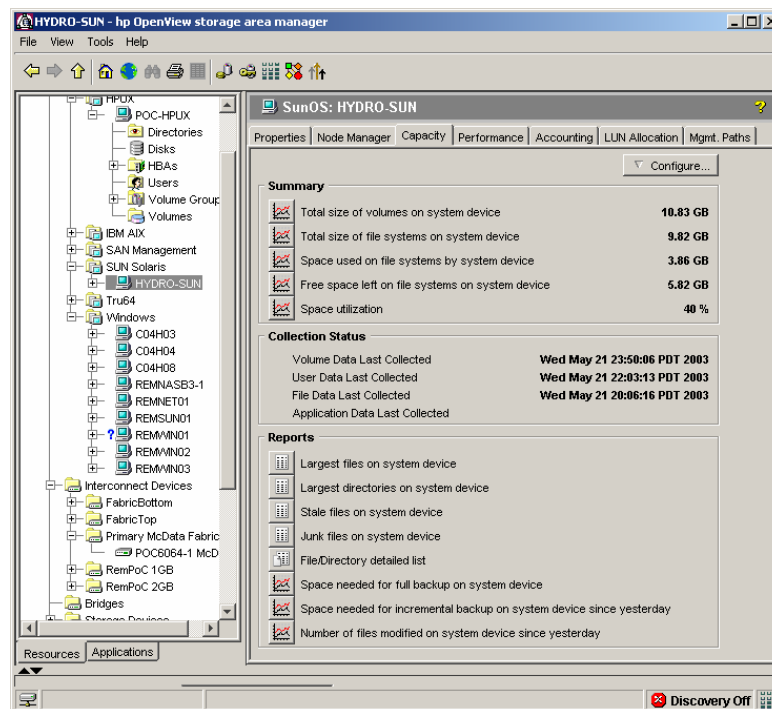 HYDRO-SUN - hp OpenView storage area manager
File View Tools Help
HPUX
POC-HPUX
Directories
Disks
HBAs
Users
Volume Group
Volumes
IBM AIX
SAN Management
SUN Solaris
HYDRO-SUN
Tru64
Windows
C04H03
C04H04
C04H08
REMNASB3-1
REMNET01
REMSUN01
? REMWIN01
REMWIN02
REMWIN03
Interconnect Devices
FabricBottom
FabricTop
Primary McData Fabric
POC6064-1 McD
RemPoC 1GB
RemPoC 2GB
Bridges
Storage Devices
Resources Applications
SunOS: HYDRO-SUN ?
Properties Node Manager Capacity Performance Accounting LUN Allocation Mgmt. Paths
Configure...
Summary
Total size of volumes on system device 10.83 GB
Total size of file systems on system device 9.82 GB
Space used on file systems by system device 3.86 GB
Free space left on file systems on system device 5.82 GB
Space utilization 40 %
Collection Status
Volume Data Last Collected Wed May 21 23:50:06 PDT 2003
User Data Last Collected Wed May 21 22:03:13 PDT 2003
File Data Last Collected Wed May 21 20:06:16 PDT 2003
Application Data Last Collected
Reports
Largest files on system device
Largest directories on system device
Stale files on system device
Junk files on system device
File/Directory detailed list
Space needed for full backup on system device
Space needed for incremental backup on system device since yesterday
Number of files modified on system device since yesterday
Discovery Off